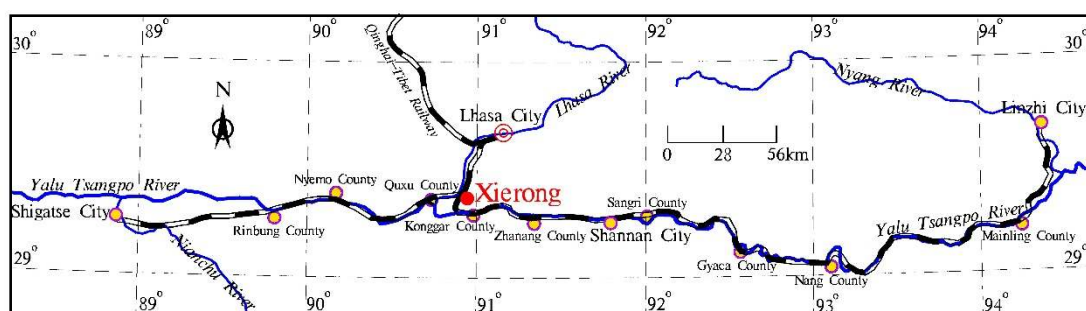 89° 90° 91° 92° 93° 94°
30° 30°
Qinghai–Tibet Railway
Lhasa River
Nyang River
N
Lhasa City
Linzhi City
0 28 56km
Nyemo County Quxu County Xierong Sangri County
Yalu Tsangpo River
Shigatse City
Rinbung County
Konggar County
Zhanang County
Shannan City
Yalu Tsangpo River
Mainling County
Nianchu River
Gyaca County
Nang County
29° 29°
89° 90° 91° 92° 93° 94°